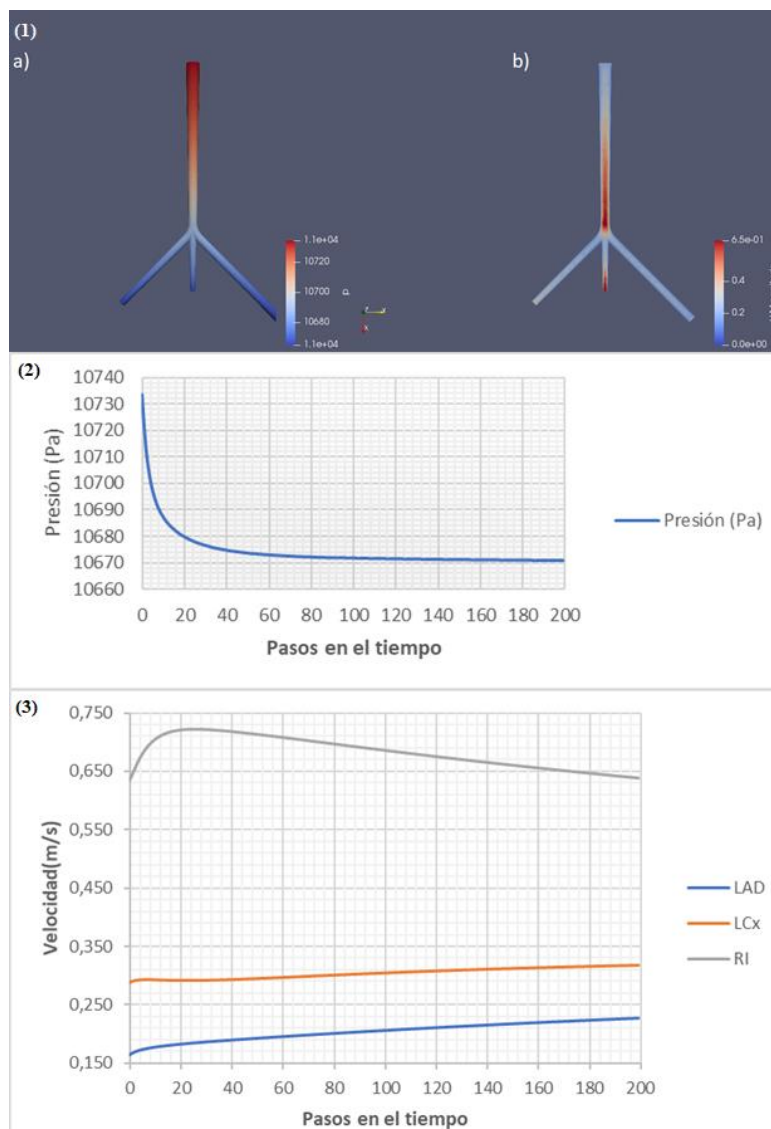 (1)
a)
b)
1.1e+04
10720
10700
10680
1.1e+04
p
6.5e-01
0.4
0.2
0.0e+00
(2)
10740
10730
10720
10710
10700
10690
10680
10670
10660
Presión (Pa)
0 20 40 60 80 100 120 140 160 180 200
Pasos en el tiempo
Presión (Pa)
(3)
0,750
0,650
0,550
0,450
0,350
0,250
0,150
Velocidad(m/s)
0 20 40 60 80 100 120 140 160 180 200
Pasos en el tiempo
LAD
LCx
RI